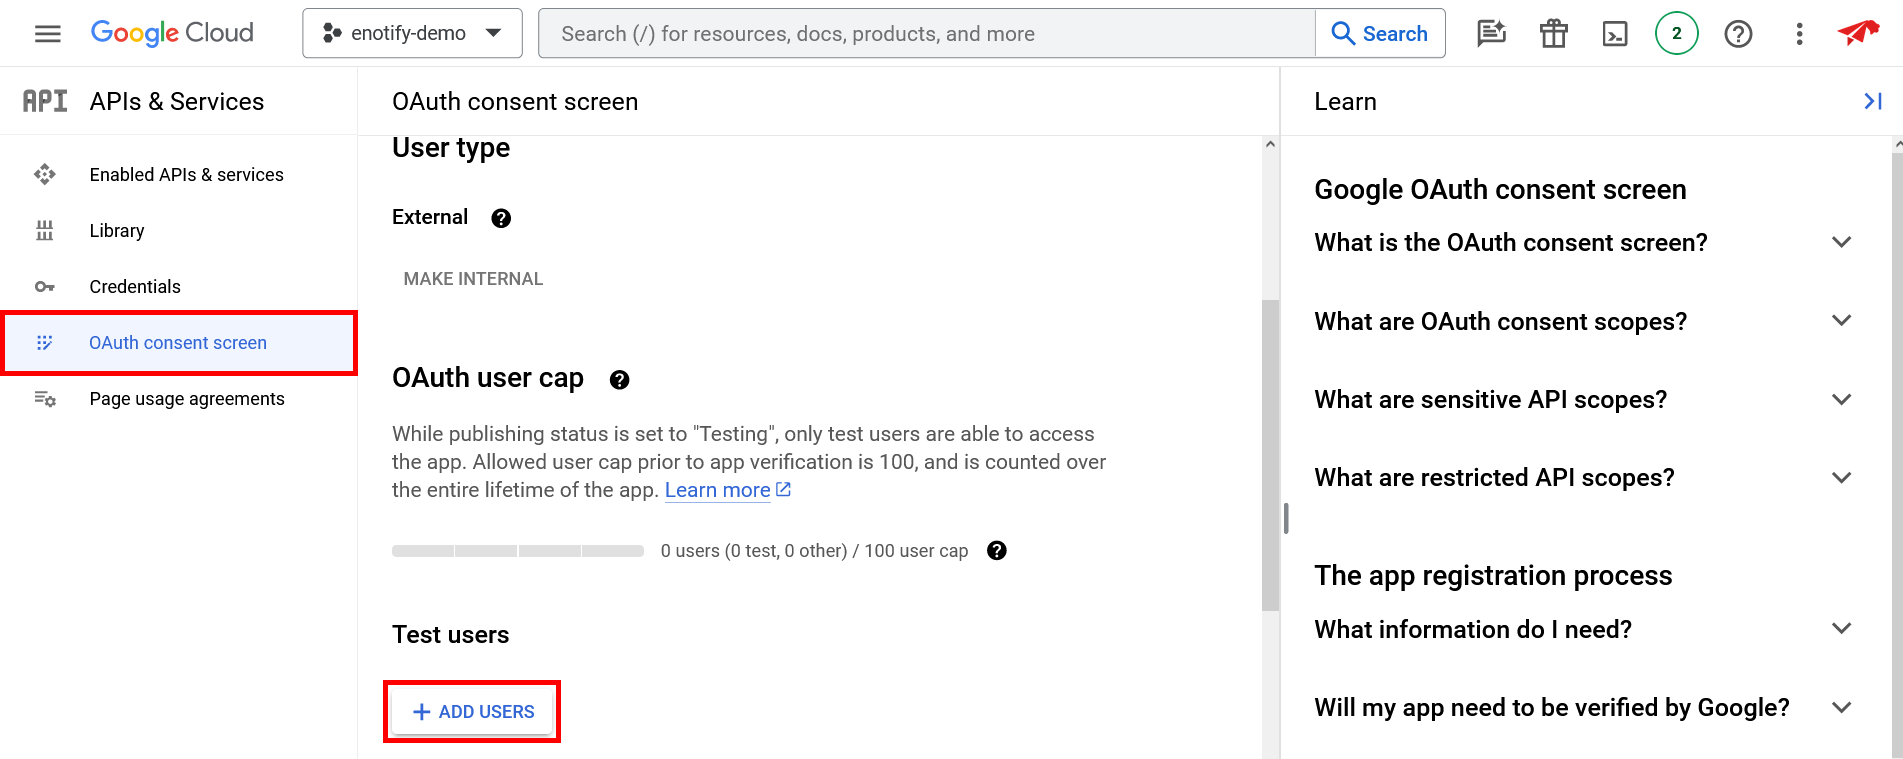 Google Cloud
enotify-demo
Search (/) for resources, docs, products, and more
Search
2
API
APIs & Services
Enabled APIs & services
Library
Credentials
OAuth consent screen
Page usage agreements
OAuth consent screen
User type
External
MAKE INTERNAL
OAuth user cap
While publishing status is set to "Testing", only test users are able to access
the app. Allowed user cap prior to app verification is 100, and is counted over
the entire lifetime of the app. Learn more
0 users (0 test, 0 other) / 100 user cap
Test users
ADD USERS
Learn
Google OAuth consent screen
What is the OAuth consent screen?
What are OAuth consent scopes?
What are sensitive API scopes?
What are restricted API scopes?
The app registration process
What information do I need?
Will my app need to be verified by Google?